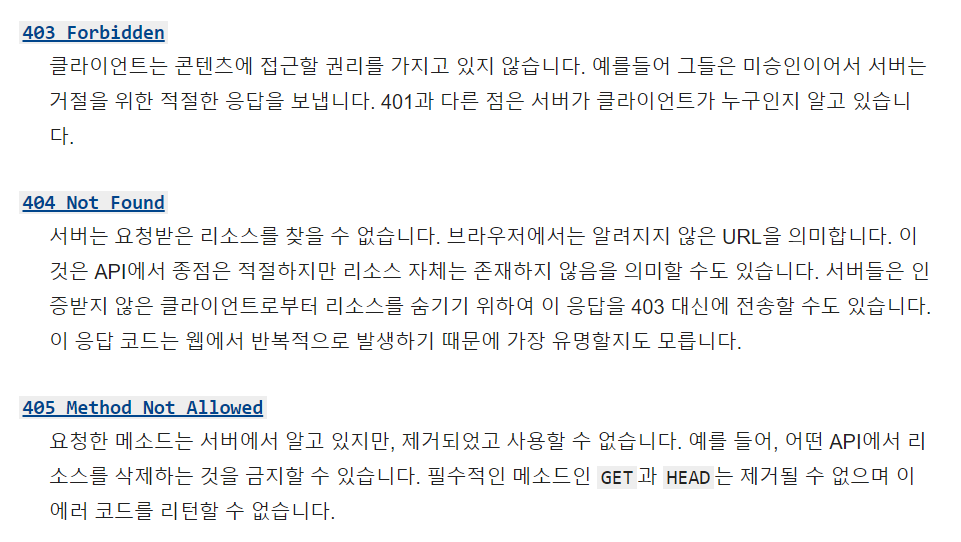 403 Forbidden
클라이언트는 콘텐츠에 접근할 권리를 가지고 있지 않습니다. 예를들어 그들은 미승인이어서 서버는
거절을 위한 적절한 응답을 보냅니다. 401과 다른 점은 서버가 클라이언트가 누구인지 알고 있습니
다.
404 Not Found
서버는 요청받은 리소스를 찾을 수 없습니다. 브라우저에서는 알려지지 않은 URL을 의미합니다. 이
것은 API에서 종점은 적절하지만 리소스 자체는 존재하지 않음을 의미할 수도 있습니다. 서버들은 인
증받지 않은 클라이언트로부터 리소스를 숨기기 위하여 이 응답을 403 대신에 전송할 수도 있습니다.
이 응답 코드는 웹에서 반복적으로 발생하기 때문에 가장 유명할지도 모릅니다.
405 Method Not Allowed
요청한 메소드는 서버에서 알고 있지만, 제거되었고 사용할 수 없습니다. 예를 들어, 어떤 API에서 리
소스를 삭제하는 것을 금지할 수 있습니다. 필수적인 메소드인 GET과 HEAD는 제거될 수 없으며 이
에러 코드를 리턴할 수 없습니다.